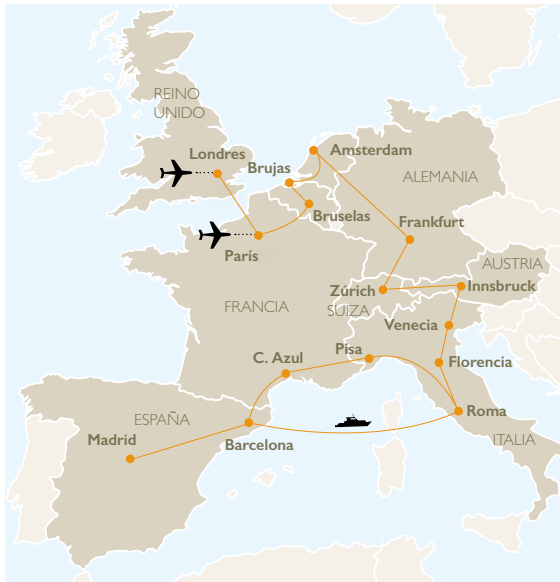 REINO
UNIDO
Londres
Amsterdam
Brujas
ALEMANIA
Bruselas
Frankfurt
París
AUSTRIA
Zúrich
Innsbruck
FRANCIA
SUIZA
Venecia
Pisa
C. Azul
Florencia
Roma
ESPAÑA
Madrid
Barcelona
ITALIA